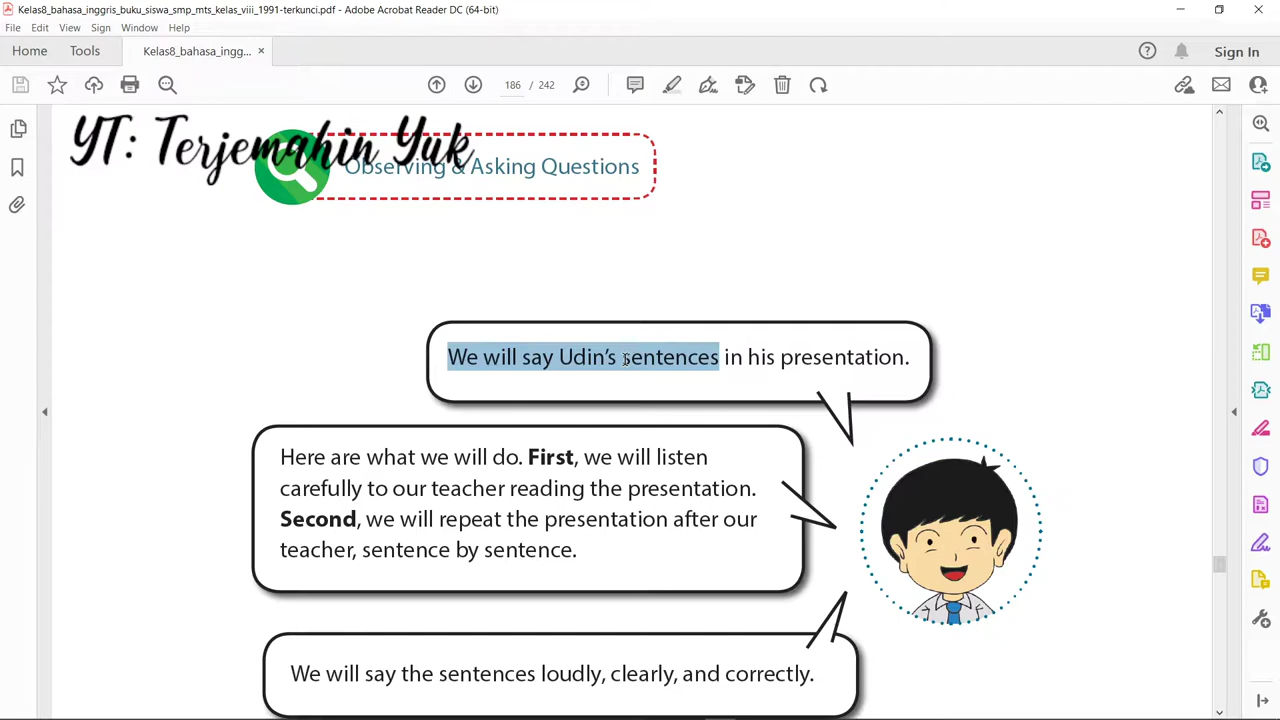 Kelas8_bahasa_inggris_buku_siswa_smp_mts_kelas_viii_1991-terkunci.pdf - Adobe Acrobat Reader DC (64-bit)
File Edit View Sign Window Help
Home Tools Kelas8_bahasa_ingg... × Sign In
186 / 242
YT: Terjemahin Yuk
Observing & Asking Questions
We will say Udin's sentences in his presentation.
Here are what we will do. First, we will listen
carefully to our teacher reading the presentation.
Second, we will repeat the presentation after our
teacher, sentence by sentence.
We will say the sentences loudly, clearly, and correctly.